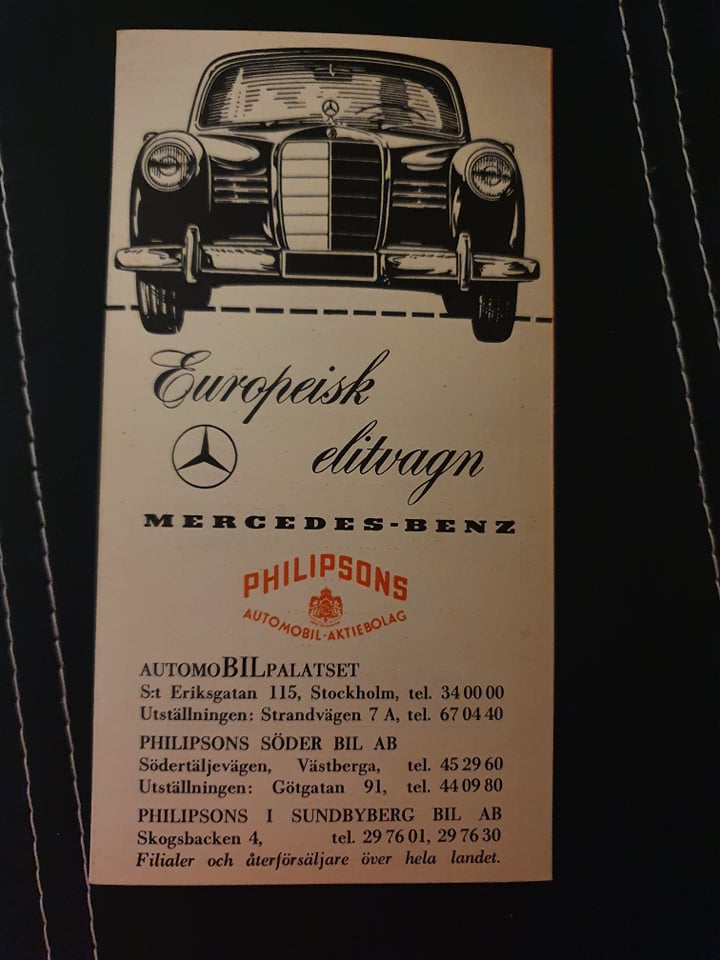 Europeisk
elitvagn
MERCEDES-BENZ
PHILIPSONS
AUTOMOBIL·AKTIEBOLAG
AUTOMOBILPALATSET
S:t Eriksgatan 115, Stockholm, tel. 34 00 00
Utställningen: Strandvägen 7 A, tel. 67 04 40
PHILIPSONS SÖDER BIL AB
Södertäljevägen, Västberga, tel. 45 29 60
Utställningen: Götgatan 91, tel. 44 09 80
PHILIPSONS I SUNDBYBERG BIL AB
Skogsbacken 4, tel. 29 76 01, 29 76 30
Filialer och återförsäljare över hela landet.